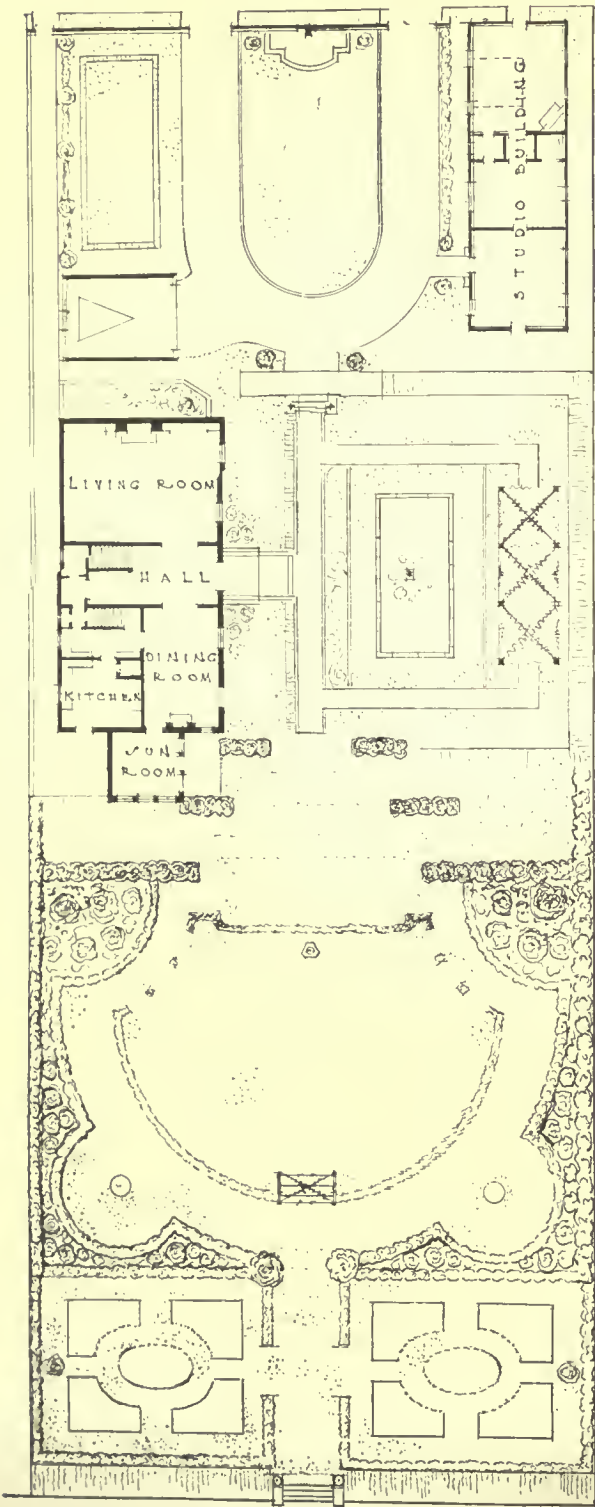 STUDIO BUILDING
LIVING ROOM
HALL
DINING
ROOM
KITCHEN
SUN
ROOM